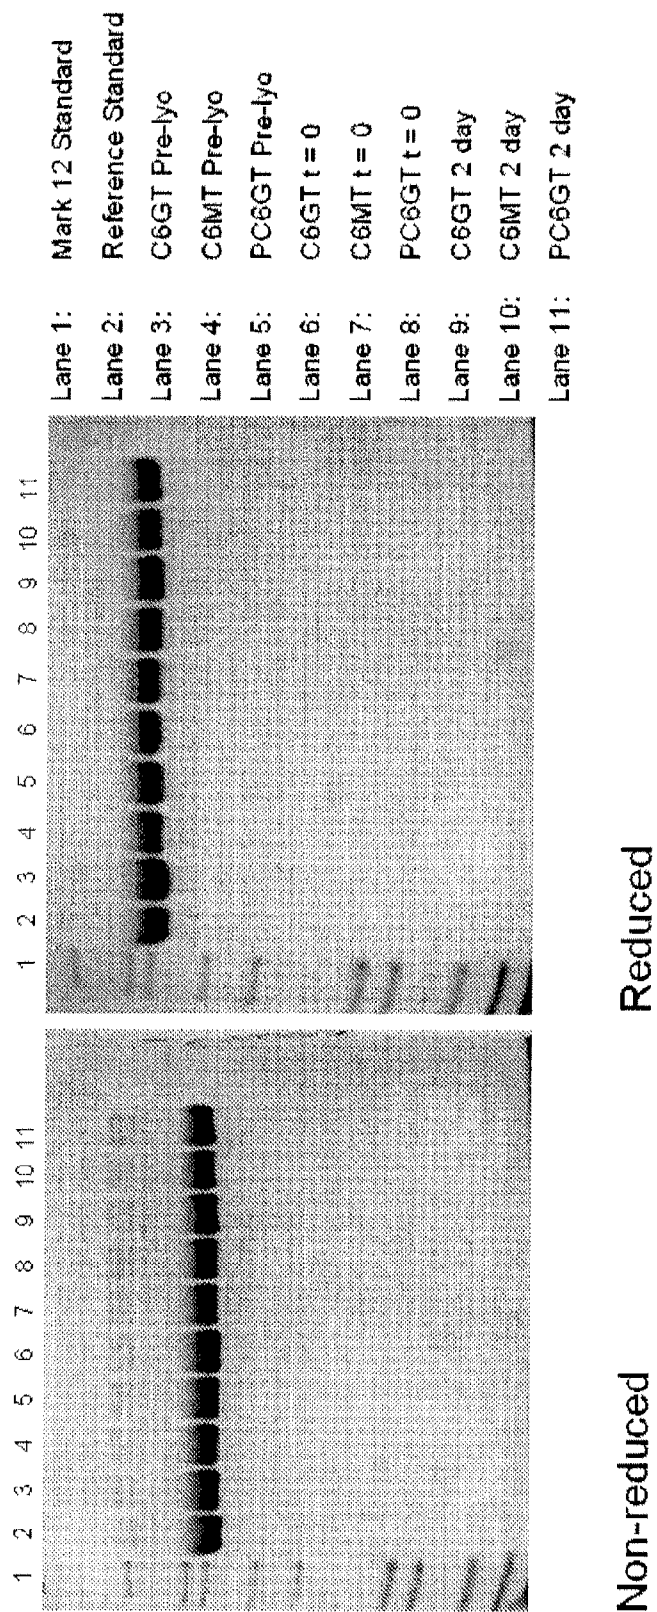 1 2 3 4 5 6 7 8 9 10 11
Non-reduced
1 2 3 4 5 6 7 8 9 10 11
Reduced
Lane 1: Mark 12 Standard
Lane 2: Reference Standard
Lane 3: C6GT Pre-lyo
Lane 4: C6MT Pre-lyo
Lane 5: PC6GT Pre-lyo
Lane 6: C6GT t = 0
Lane 7: C6MT t = 0
Lane 8: PC6GT t = 0
Lane 9: C6GT 2 day
Lane 10: C6MT 2 day
Lane 11: PC6GT 2 day